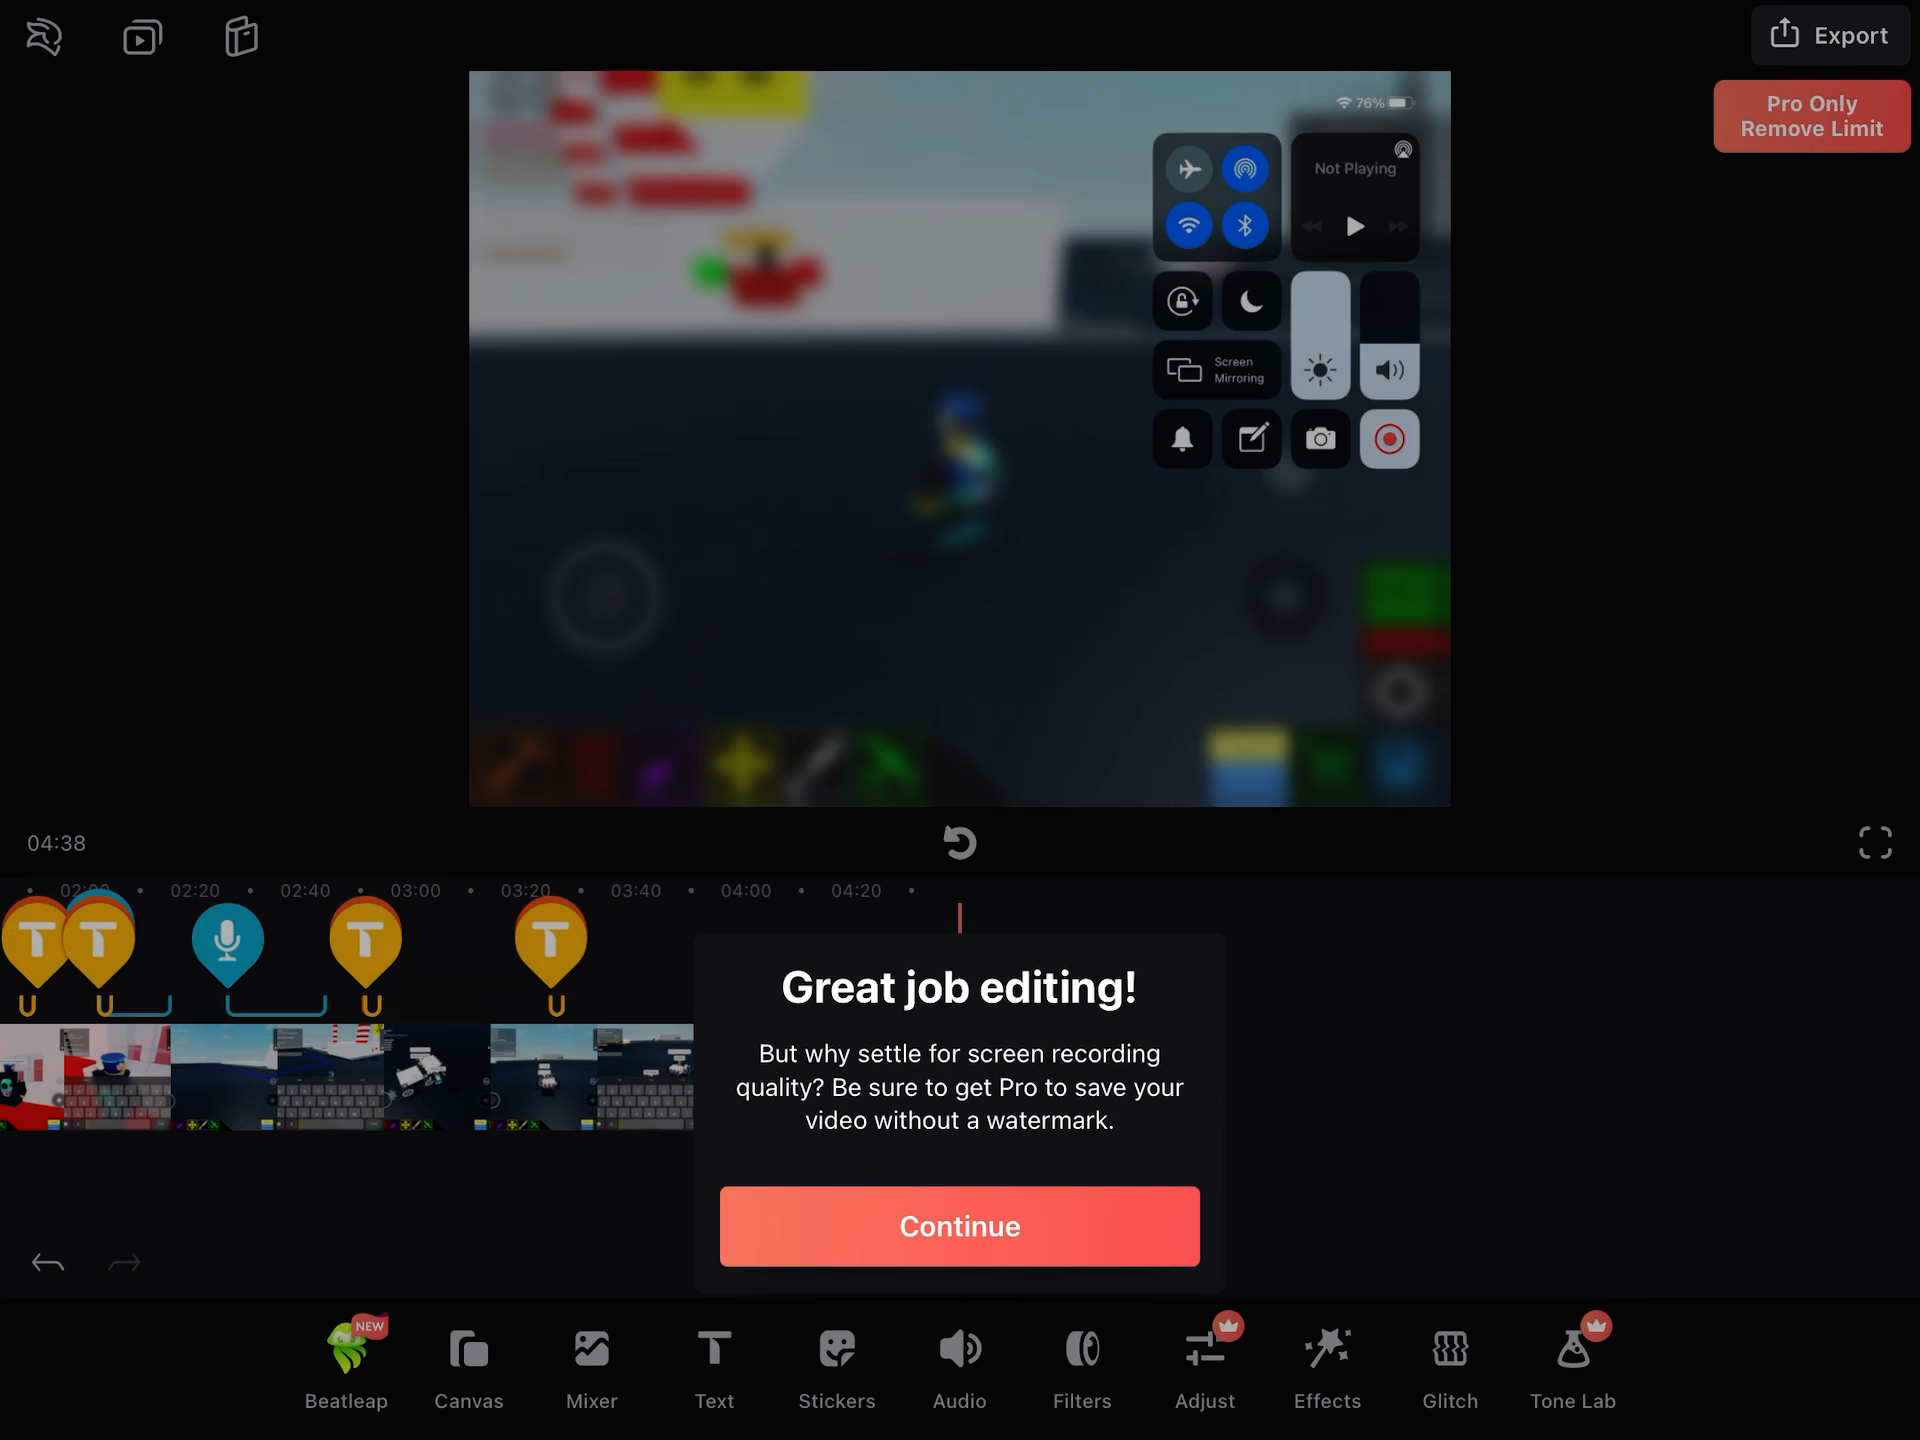 Export
Pro Only
Remove Limit
76%
Not Playing
Screen
Mirroring
04:38
02:00
02:20
02:40
03:00
03:20
03:40
04:00
04:20
Great job editing!
But why settle for screen recording
quality? Be sure to get Pro to save your
video without a watermark.
Continue
NEW
Beatleap
Canvas
Mixer
Text
Stickers
Audio
Filters
Adjust
Effects
Glitch
Tone Lab